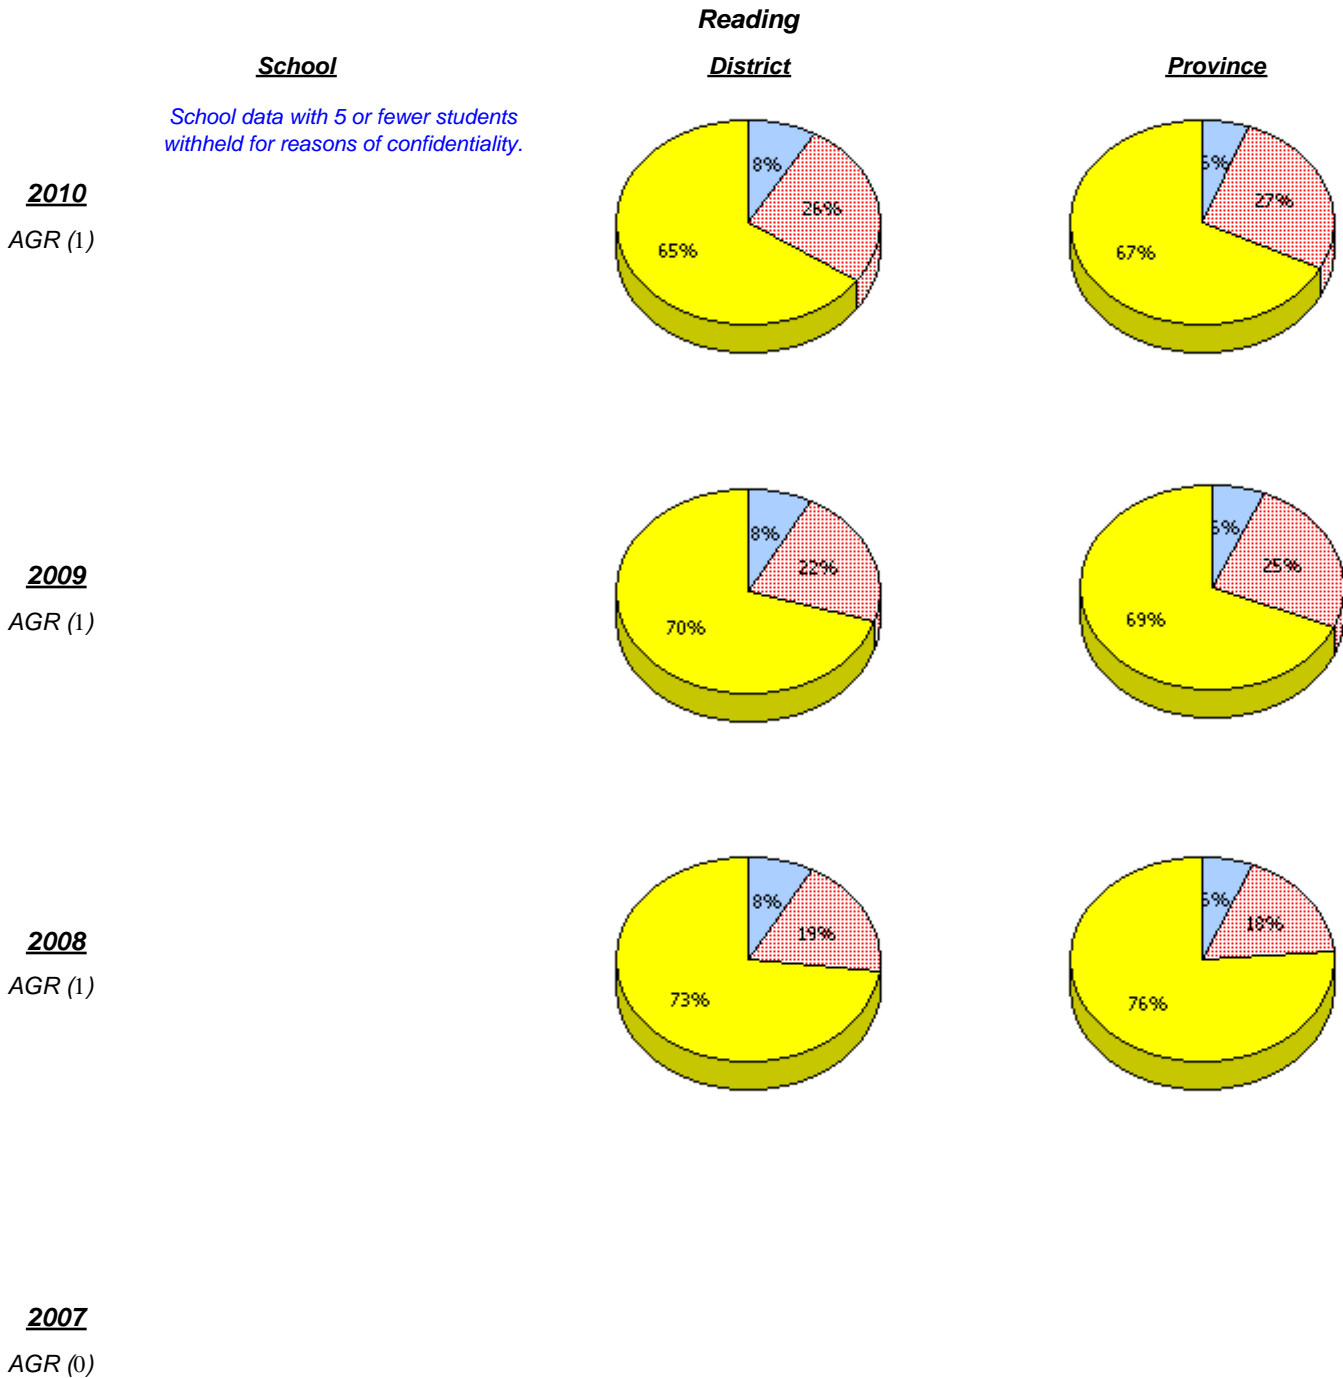 Reading
School District Province
School data with 5 or fewer students
withheld for reasons of confidentiality.
2010
AGR (1)
8%
26%
65%
27%
67%
2009
AGR (1)
8%
22%
70%
25%
69%
2008
AGR (1)
8%
19%
73%
18%
76%
2007
AGR (0)